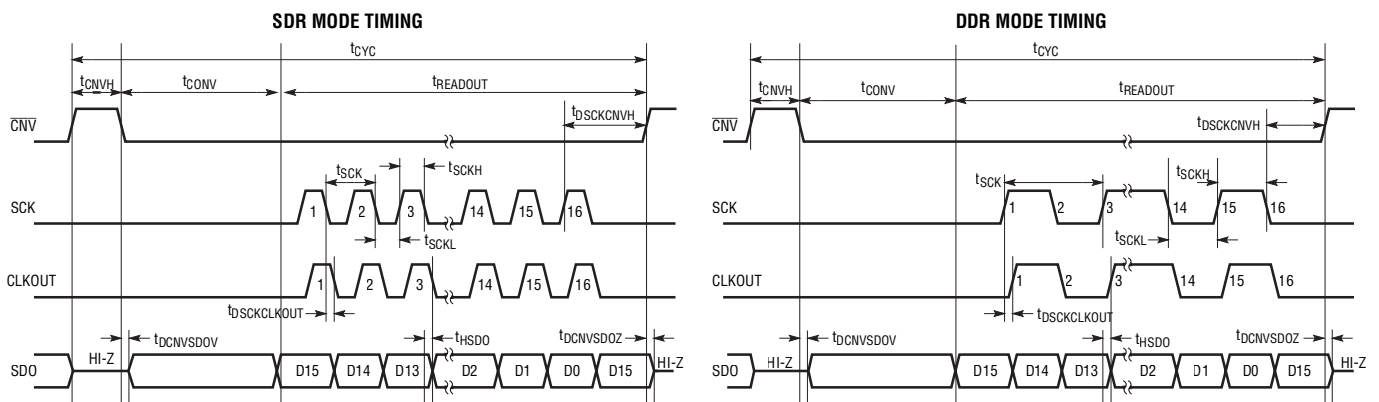 SDR MODE TIMING
tCYC
tCNVH
tCONV
tREADOUT
tDSCKCNVH
CNV
tSCK
tSCKH
SCK
1
2
3
14
15
16
tSCKL
CLKOUT
1
2
3
14
15
16
tDSCKCLKOUT
tDCNVSDOV
tHSDO
tDCNVSDOZ
SDO
HI-Z
D15
D14
D13
D2
D1
D0
D15
HI-Z
DDR MODE TIMING
tCYC
tCNVH
tCONV
tREADOUT
tDSCKCNVH
CNV
tSCK
tSCKH
SCK
1
2
3
14
15
16
tSCKL
CLKOUT
1
2
3
14
15
16
tDSCKCLKOUT
tDCNVSDOV
tHSDO
tDCNVSDOZ
SDO
HI-Z
D15
D14
D13
D2
D1
D0
D15
HI-Z